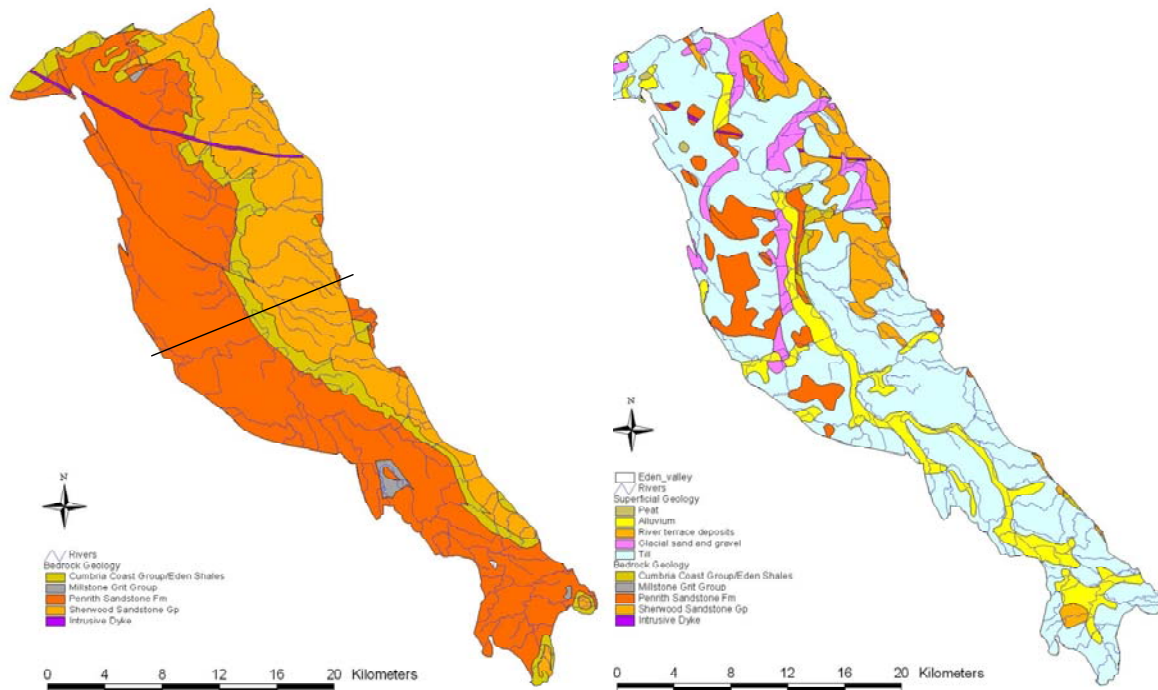 N
Rivers
Bedrock Geology
Cumbria Coast Group/Eden Shales
Millstone Grit Group
Penrith Sandstone Fm
Sherwood Sandstone Gp
Intrusive Dyke
0 4 8 12 16 20 Kilometers
N
Eden_valley
Rivers
Superficial Geology
Peat
Alluvium
River terrace deposits
Glacial sand and gravel
Till
Bedrock Geology
Cumbria Coast Group/Eden Shales
Millstone Grit Group
Penrith Sandstone Fm
Sherwood Sandstone Gp
Intrusive Dyke
0 4 8 12 16 20 Kilometers